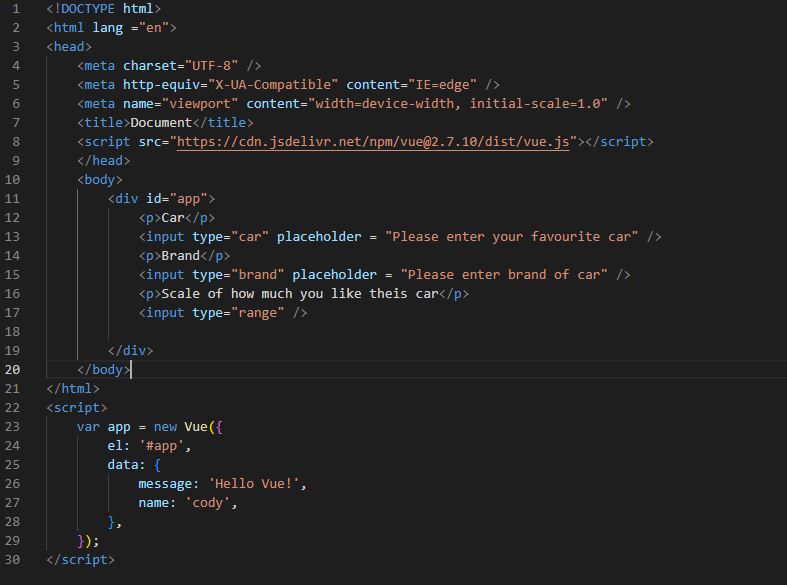 1 <!DOCTYPE html>
2 <html lang ="en">
3 <head>
4     <meta charset="UTF-8" />
5     <meta http-equiv="X-UA-Compatible" content="IE=edge" />
6     <meta name="viewport" content="width=device-width, initial-scale=1.0" />
7     <title>Document</title>
8     <script src="https://cdn.jsdelivr.net/npm/vue@2.7.10/dist/vue.js"></script>
9     </head>
10     <body>
11         <div id="app">
12             <p>Car</p>
13             <input type="car" placeholder = "Please enter your favourite car" />
14             <p>Brand</p>
15             <input type="brand" placeholder = "Please enter brand of car" />
16             <p>Scale of how much you like theis car</p>
17             <input type="range" />
18
19         </div>
20     </body>
21 </html>
22 <script>
23     var app = new Vue({
24         el: '#app',
25         data: {
26             message: 'Hello Vue!',
27             name: 'cody',
28         },
29     });
30 </script>